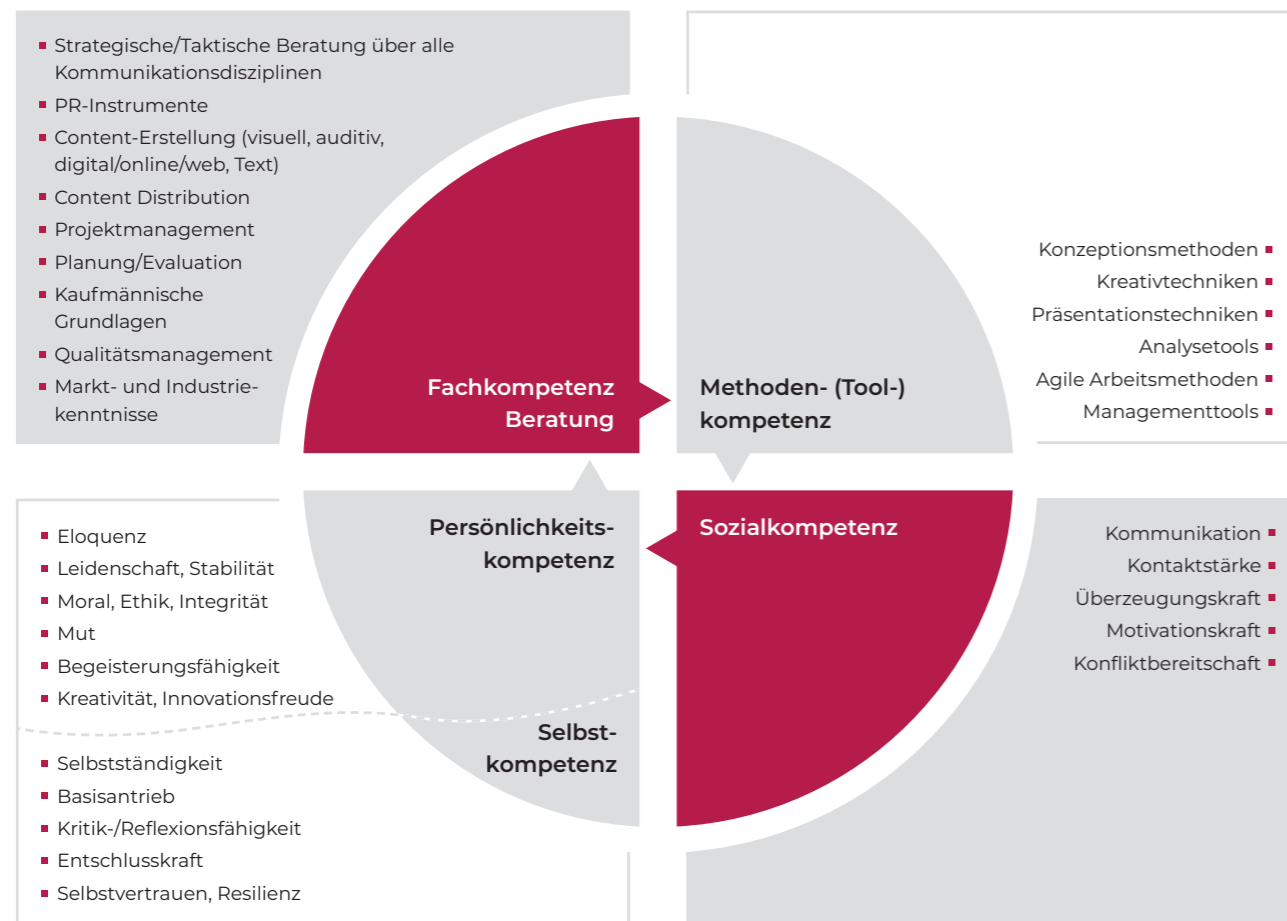 Strategische/Taktische Beratung über alle
Kommunikationsdisziplinen
PR-Instrumente
Content-Erstellung (visuell, auditiv,
digital/online/web, Text)
Content Distribution
Projektmanagement
Planung/Evaluation
Kaufmännische
Grundlagen
Qualitätsmanagement
Markt- und Industrie-
kenntnisse
Fachkompetenz
Beratung
Methoden- (Tool-)
kompetenz
Konzeptionsmethoden
Kreativtechniken
Präsentationstechniken
Analysetools
Agile Arbeitsmethoden
Managementtools
Eloquenz
Leidenschaft, Stabilität
Moral, Ethik, Integrität
Mut
Begeisterungsfähigkeit
Kreativität, Innovationsfreude
Persönlichkeits-
kompetenz
Selbstständigkeit
Basisantrieb
Kritik-/Reflexionsfähigkeit
Entschlusskraft
Selbstvertrauen, Resilienz
Selbst-
kompetenz
Sozialkompetenz
Kommunikation
Kontaktstärke
Überzeugungskraft
Motivationskraft
Konfliktbereitschaft